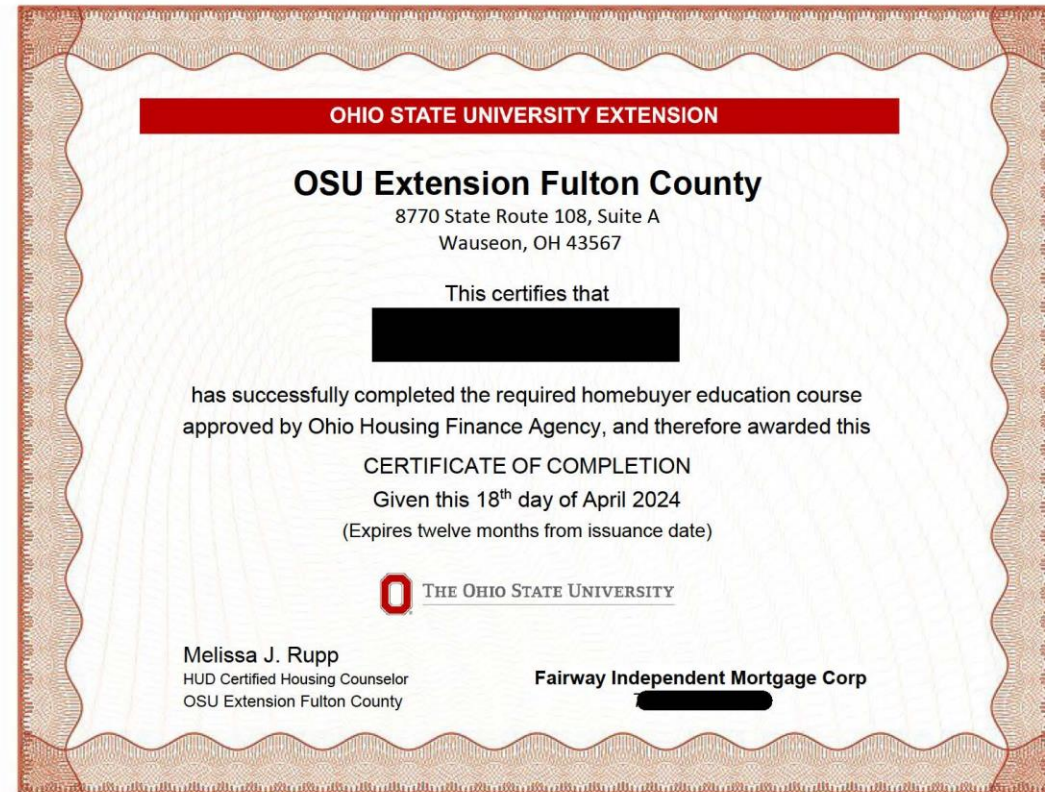 OHIO STATE UNIVERSITY EXTENSION
OSU Extension Fulton County
8770 State Route 108, Suite A
Wauseon, OH 43567
This certifies that
has successfully completed the required homebuyer education course
approved by Ohio Housing Finance Agency, and therefore awarded this
CERTIFICATE OF COMPLETION
Given this 18th day of April 2024
(Expires twelve months from issuance date)
THE OHIO STATE UNIVERSITY
Melissa J. Rupp
HUD Certified Housing Counselor
OSU Extension Fulton County
Fairway Independent Mortgage Corp